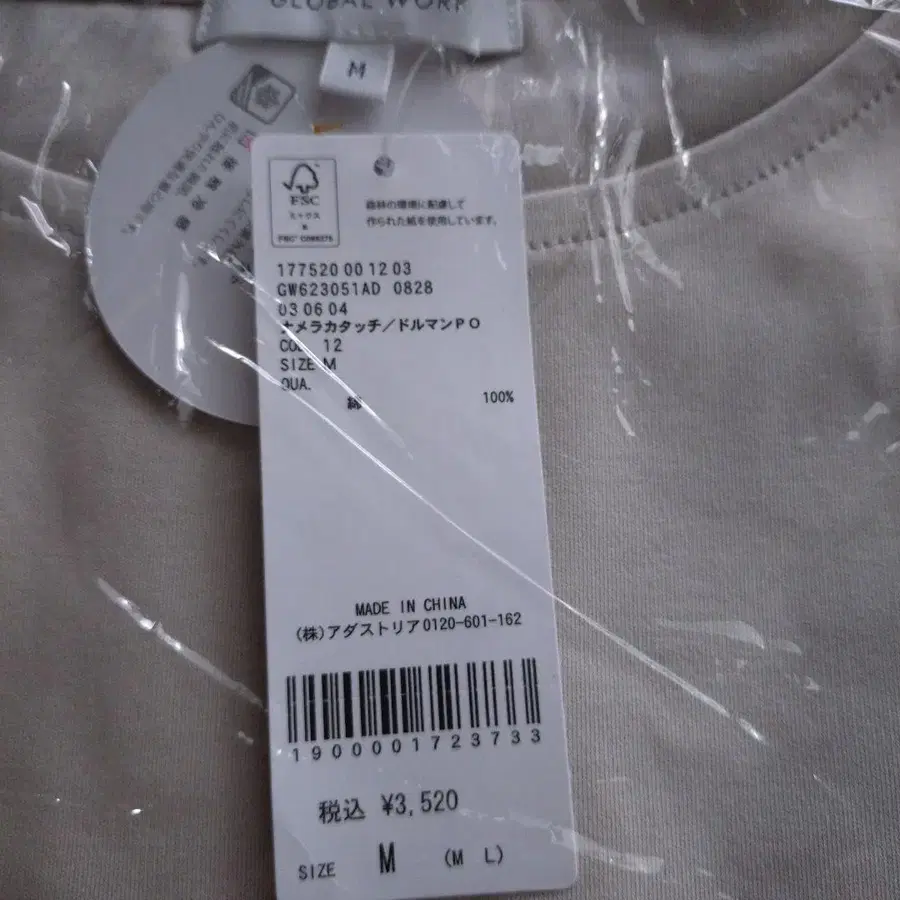 GLOBAL WORK
M
FSC
ミックス
紙
森林の環境に配慮して
作られた紙を使用しています。
177520 00 12 03
GW623051AD 0828
03 06 04
ナメラカタッチ／ドルマンPO
COL. 12
SIZE M
QUA.
綿 100%
MADE IN CHINA
(株)アダストリア0120-601-162
1900001723733
税込 ¥3,520
SIZE M (M L)